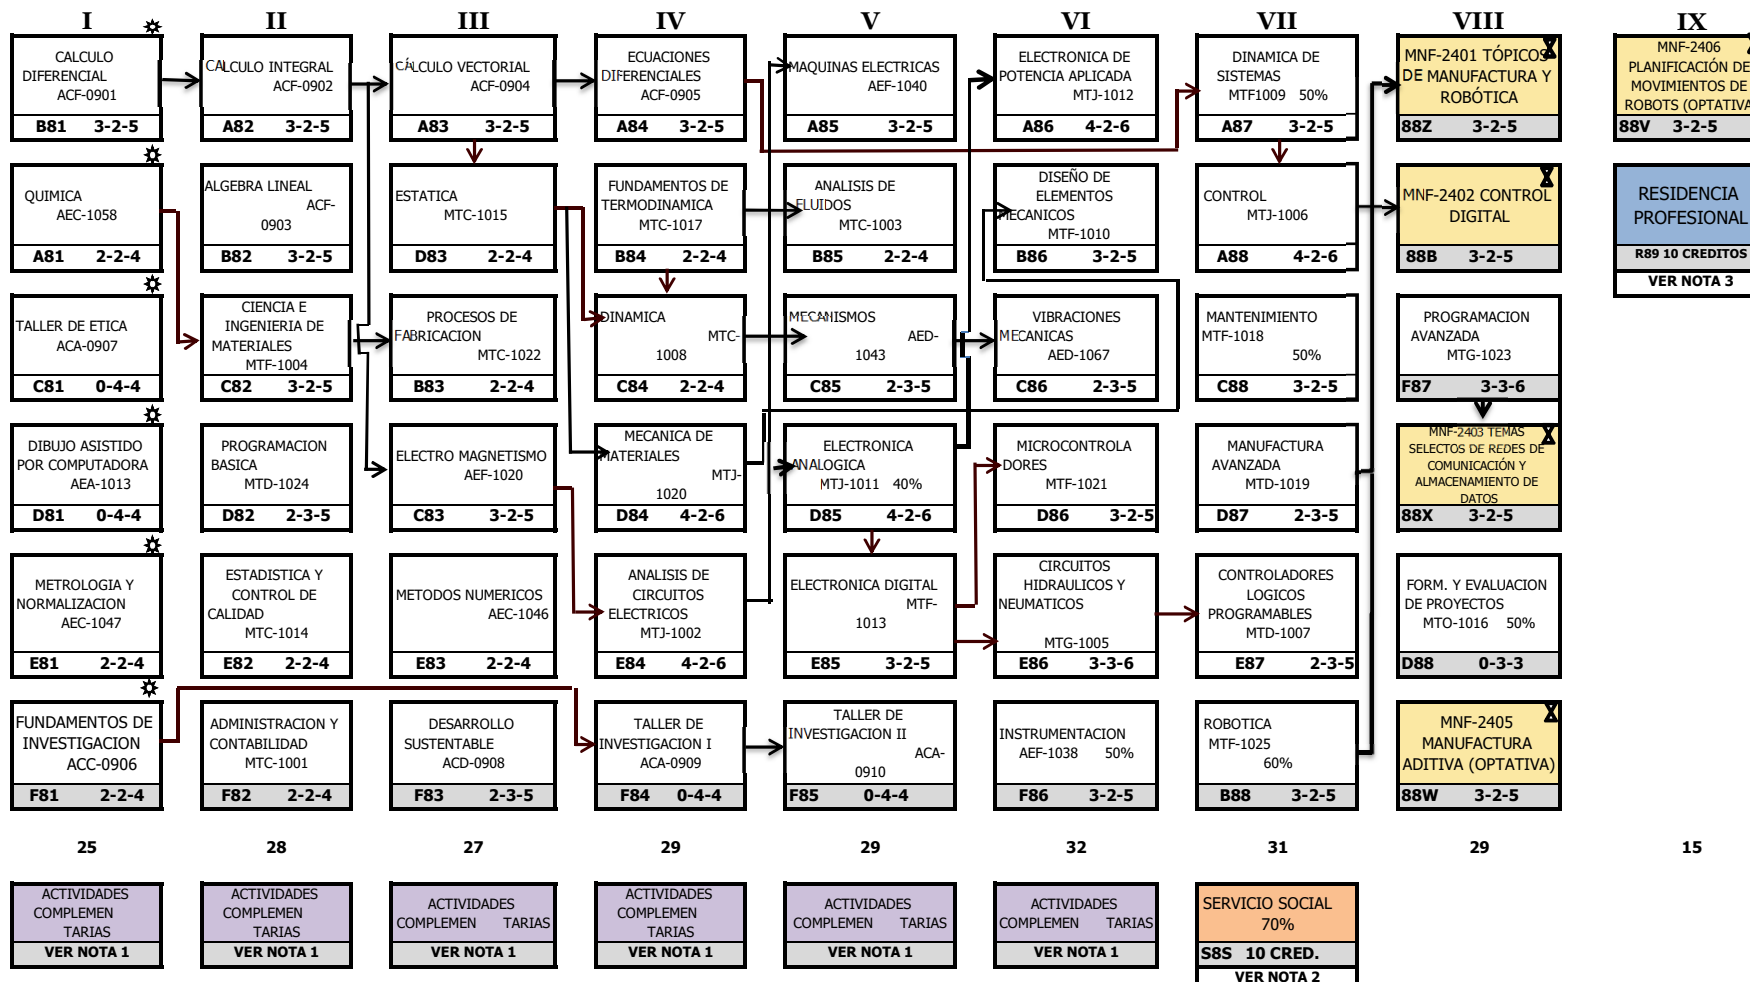 I II III IV V VI VII VIII IX
CALCULO
DIFERENCIAL
ACF-0901
B81 3-2-5
CALCULO INTEGRAL
ACF-0902
A82 3-2-5
CÁLCULO VECTORIAL
ACF-0904
A83 3-2-5
ECUACIONES
DIFERENCIALES
ACF-0905
A84 3-2-5
MAQUINAS ELECTRICAS
AEF-1040
A85 3-2-5
ELECTRONICA DE
POTENCIA APLICADA
MTJ-1012
A86 4-2-6
DINAMICA DE
SISTEMAS
MTF1009 50%
A87 3-2-5
MNF-2401 TÓPICOS
DE MANUFACTURA Y
ROBÓTICA
88Z 3-2-5
MNF-2406
PLANIFICACIÓN DE
MOVIMIENTOS DE
ROBOTS (OPTATIVA
88V 3-2-5
QUIMICA
AEC-1058
A81 2-2-4
ALGEBRA LINEAL
ACF-
0903
B82 3-2-5
ESTATICA
MTC-1015
D83 2-2-4
FUNDAMENTOS DE
TERMODINAMICA
MTC-1017
B84 2-2-4
ANALISIS DE
FLUIDOS
MTC-1003
B85 2-2-4
DISEÑO DE
ELEMENTOS
MECANICOS
MTF-1010
B86 3-2-5
CONTROL
MTJ-1006
A88 4-2-6
MNF-2402 CONTROL
DIGITAL
88B 3-2-5
RESIDENCIA
PROFESIONAL
R89 10 CREDITOS
VER NOTA 3
TALLER DE ETICA
ACA-0907
C81 0-4-4
CIENCIA E
INGENIERIA DE
MATERIALES
MTF-1004
C82 3-2-5
PROCESOS DE
FABRICACION
MTC-1022
B83 2-2-4
DINAMICA
MTC-
1008
C84 2-2-4
MECANISMOS
AED-
1043
C85 2-3-5
VIBRACIONES
MECANICAS
AED-1067
C86 2-3-5
MANTENIMIENTO
MTF-1018
50%
C88 3-2-5
PROGRAMACION
AVANZADA
MTG-1023
F87 3-3-6
DIBUJO ASISTIDO
POR COMPUTADORA
AEA-1013
D81 0-4-4
PROGRAMACION
BASICA
MTD-1024
D82 2-3-5
ELECTRO MAGNETISMO
AEF-1020
C83 3-2-5
MECANICA DE
MATERIALES
MTJ-
1020
D84 4-2-6
ELECTRONICA
ANALOGICA
MTJ-1011 40%
D85 4-2-6
MICROCONTROLA
DORES
MTF-1021
D86 3-2-5
MANUFACTURA
AVANZADA
MTD-1019
D87 2-3-5
MNF-2403 TEMAS
SELECTOS DE REDES DE
COMUNICACIÓN Y
ALMACENAMIENTO DE
DATOS
88X 3-2-5
METROLOGIA Y
NORMALIZACION
AEC-1047
E81 2-2-4
ESTADISTICA Y
CONTROL DE
CALIDAD
MTC-1014
E82 2-2-4
METODOS NUMERICOS
AEC-1046
E83 2-2-4
ANALISIS DE
CIRCUITOS
ELECTRICOS
MTJ-1002
E84 4-2-6
ELECTRONICA DIGITAL
MTF-
1013
E85 3-2-5
CIRCUITOS
HIDRAULICOS Y
NEUMATICOS
MTG-1005
E86 3-3-6
CONTROLADORES
LOGICOS
PROGRAMABLES
MTD-1007
E87 2-3-5
FORM. Y EVALUACION
DE PROYECTOS
MTO-1016 50%
D88 0-3-3
FUNDAMENTOS DE
INVESTIGACION
ACC-0906
F81 2-2-4
ADMINISTRACION Y
CONTABILIDAD
MTC-1001
F82 2-2-4
DESARROLLO
SUSTENTABLE
ACD-0908
F83 2-3-5
TALLER DE
INVESTIGACION I
ACA-0909
F84 0-4-4
TALLER DE
INVESTIGACION II
ACA-
0910
F85 0-4-4
INSTRUMENTACION
AEF-1038 50%
F86 3-2-5
ROBOTICA
MTF-1025
60%
B88 3-2-5
MNF-2405
MANUFACTURA
ADITIVA (OPTATIVA)
88W 3-2-5
25 28 27 29 29 32 31 29 15
ACTIVIDADES
COMPLEMEN
TARIAS
VER NOTA 1
ACTIVIDADES
COMPLEMEN
TARIAS
VER NOTA 1
ACTIVIDADES
COMPLEMEN TARIAS
VER NOTA 1
ACTIVIDADES
COMPLEMEN
TARIAS
VER NOTA 1
ACTIVIDADES
COMPLEMEN TARIAS
VER NOTA 1
ACTIVIDADES
COMPLEMEN TARIAS
VER NOTA 1
SERVICIO SOCIAL
70%
S8S 10 CRED.
VER NOTA 2